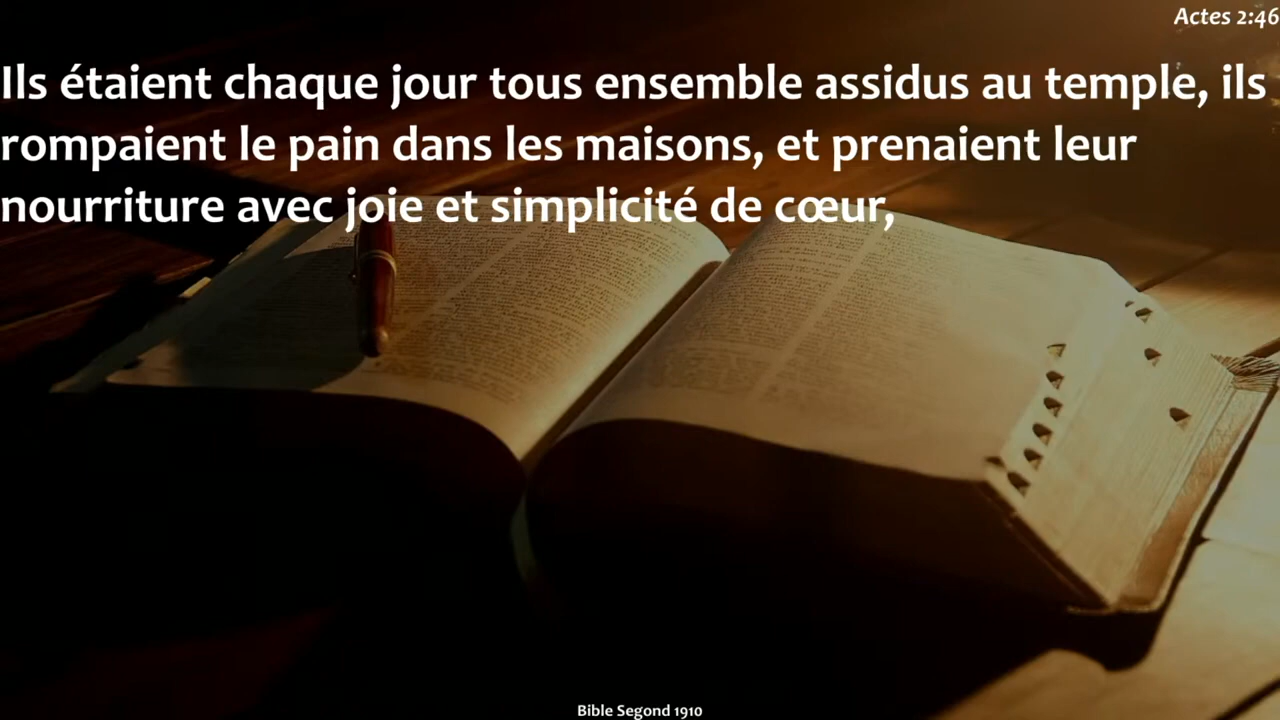 Actes 2:46
Ils étaient chaque jour tous ensemble assidus au temple, ils
rompaient le pain dans les maisons, et prenaient leur
nourriture avec joie et simplicité de cœur,
Bible Segond 1910